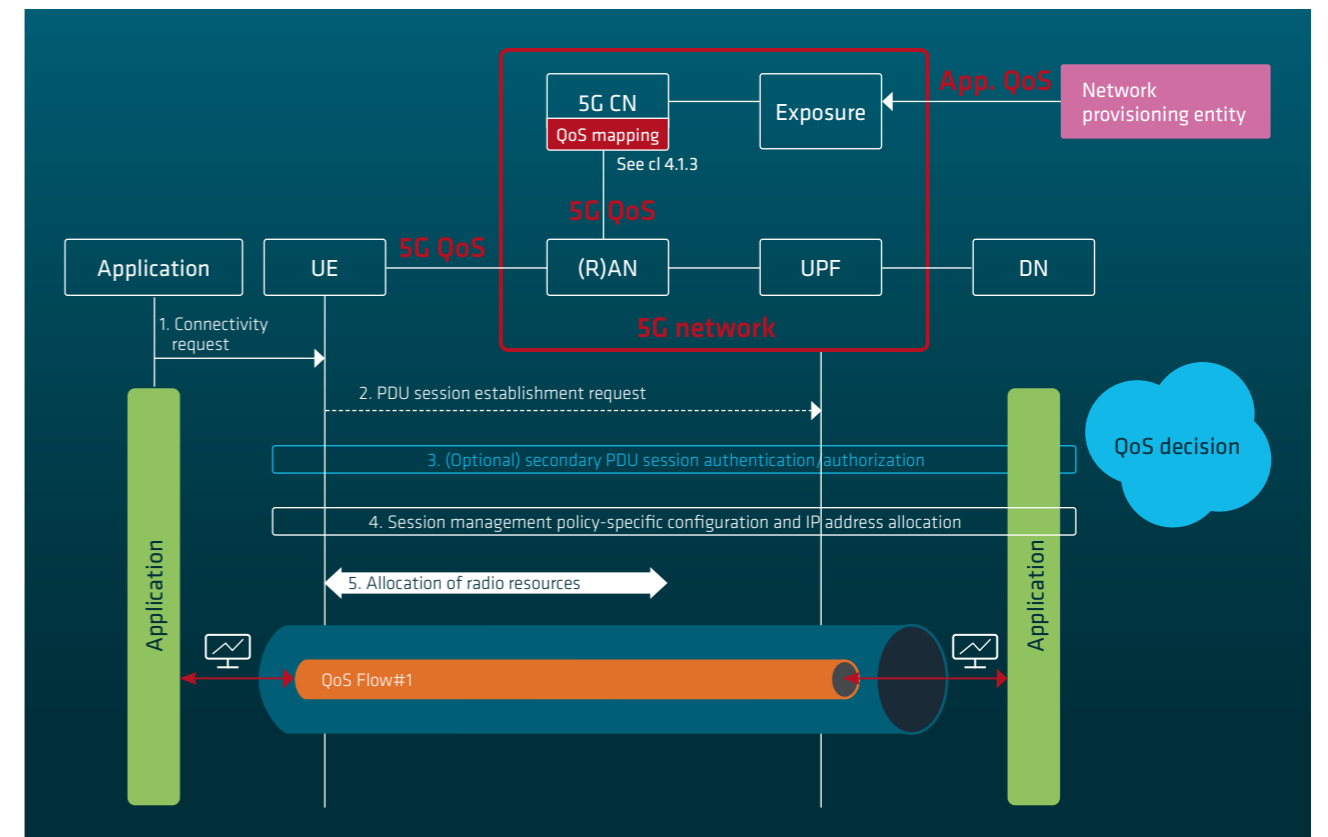 App. QoS
Network
provisioning entity
5G CN
QoS mapping
Exposure
See cl 4.1.3
5G QoS
5G QoS
Application
UE
(R)AN
UPF
DN
5G network
1. Connectivity
request
2. PDU session establishment request
QoS decision
3. (Optional) secondary PDU session authentication/authorization
4. Session management policy-specific configuration and IP address allocation
5. Allocation of radio resources
Application
Application
QoS Flow#1